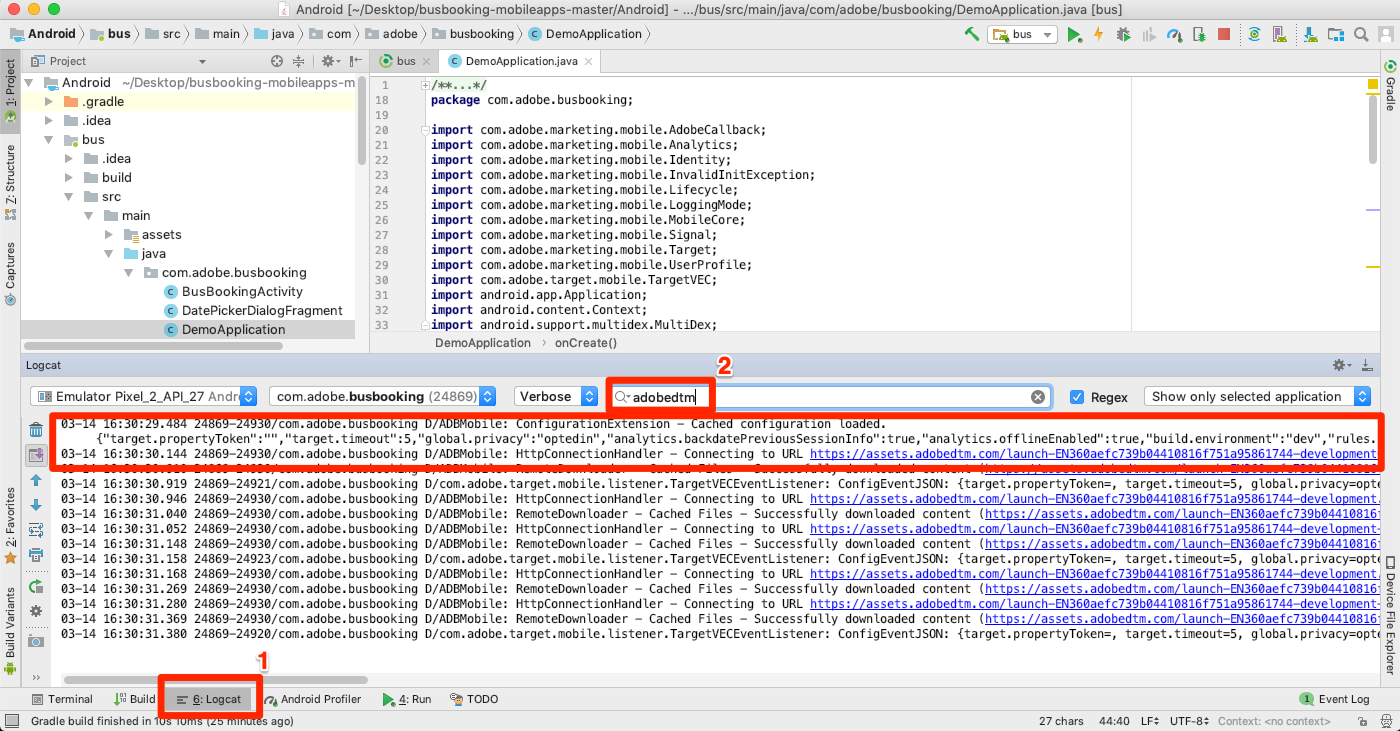 Android [~/Desktop/busbooking-mobileapps-master/Android] - .../bus/src/main/java/com/adobe/busbooking/DemoApplication.java [bus]
Android bus src main java com adobe busbooking DemoApplication bus
Project
bus DemoApplication.java
1: Project
Z: Structure
Captures
2: Favorites
Build Variants
Gradle
Device File Explorer
Android ~/Desktop/busbooking-mobileapps-m
.gradle
.idea
bus
.idea
build
src
main
assets
java
com.adobe.busbooking
BusBookingActivity
DatePickerDialogFragment
DemoApplication
1 /**...*/
18 package com.adobe.busbooking;
19
20 import com.adobe.marketing.mobile.AdobeCallback;
21 import com.adobe.marketing.mobile.Analytics;
22 import com.adobe.marketing.mobile.Identity;
23 import com.adobe.marketing.mobile.InvalidInitException;
24 import com.adobe.marketing.mobile.Lifecycle;
25 import com.adobe.marketing.mobile.LoggingMode;
26 import com.adobe.marketing.mobile.MobileCore;
27 import com.adobe.marketing.mobile.Signal;
28 import com.adobe.marketing.mobile.Target;
29 import com.adobe.marketing.mobile.UserProfile;
30 import com.adobe.target.mobile.TargetVEC;
31 import android.app.Application;
32 import android.content.Context;
33 import android.support.multidex.MultiDex;
DemoApplication › onCreate()
Logcat
2
Emulator Pixel_2_API_27 Andr com.adobe.busbooking (24869) Verbose adobedtm Regex Show only selected application
03-14 16:30:29.484 24869-24930/com.adobe.busbooking D/ADBMobile: ConfigurationExtension - Cached configuration loaded.
{"target.propertyToken":"","target.timeout":5,"global.privacy":"optedin","analytics.backdatePreviousSessionInfo":true,"analytics.offlineEnabled":true,"build.environment":"dev","rules.
03-14 16:30:30.144 24869-24930/com.adobe.busbooking D/ADBMobile: HttpConnectionHandler - Connecting to URL https://assets.adobedtm.com/launch-EN360aefc739b04410816f751a95864744-development
03-14 16:30:30.919 24869-24921/com.adobe.busbooking D/com.adobe.target.mobile.listener.TargetVECEventListener: ConfigEventJSON: {target.propertyToken=, target.timeout=5, global.privacy=opte
03-14 16:30:30.946 24869-24930/com.adobe.busbooking D/ADBMobile: HttpConnectionHandler - Connecting to URL https://assets.adobedtm.com/launch-EN360aefc739b04410816f751a95864744-development.
03-14 16:30:31.040 24869-24930/com.adobe.busbooking D/ADBMobile: RemoteDownloader - Cached Files - Successfully downloaded content (https://assets.adobedtm.com/launch-EN360aefc739b04410816f
03-14 16:30:31.052 24869-24930/com.adobe.busbooking D/ADBMobile: HttpConnectionHandler - Connecting to URL https://assets.adobedtm.com/launch-EN360aefc739b04410816f751a95864744-development
03-14 16:30:31.148 24869-24930/com.adobe.busbooking D/ADBMobile: RemoteDownloader - Cached Files - Successfully downloaded content (https://assets.adobedtm.com/launch-EN360aefc739b04410816f
03-14 16:30:31.158 24869-24923/com.adobe.busbooking D/com.adobe.target.mobile.listener.TargetVECEventListener: ConfigEventJSON: {target.propertyToken=, target.timeout=5, global.privacy=opte
03-14 16:30:31.168 24869-24930/com.adobe.busbooking D/ADBMobile: HttpConnectionHandler - Connecting to URL https://assets.adobedtm.com/launch-EN360aefc739b04410816f751a95864744-development.
03-14 16:30:31.269 24869-24930/com.adobe.busbooking D/ADBMobile: RemoteDownloader - Cached Files - Successfully downloaded content (https://assets.adobedtm.com/launch-EN360aefc739b04410816f
03-14 16:30:31.280 24869-24930/com.adobe.busbooking D/ADBMobile: HttpConnectionHandler - Connecting to URL https://assets.adobedtm.com/launch-EN360aefc739b04410816f751a95864744-development-
03-14 16:30:31.369 24869-24930/com.adobe.busbooking D/ADBMobile: RemoteDownloader - Cached Files - Successfully downloaded content (https://assets.adobedtm.com/launch-EN360aefc739b04410816f
03-14 16:30:31.380 24869-24920/com.adobe.busbooking D/com.adobe.target.mobile.listener.TargetVECEventListener: ConfigEventJSON: {target.propertyToken=, target.timeout=5, global.privacy=opte
1
Terminal Build 6: Logcat Android Profiler 4: Run TODO 1 Event Log
Gradle build finished in 10s 10ms (25 minutes ago) 27 chars 44:40 LF UTF-8 Context: <no context>